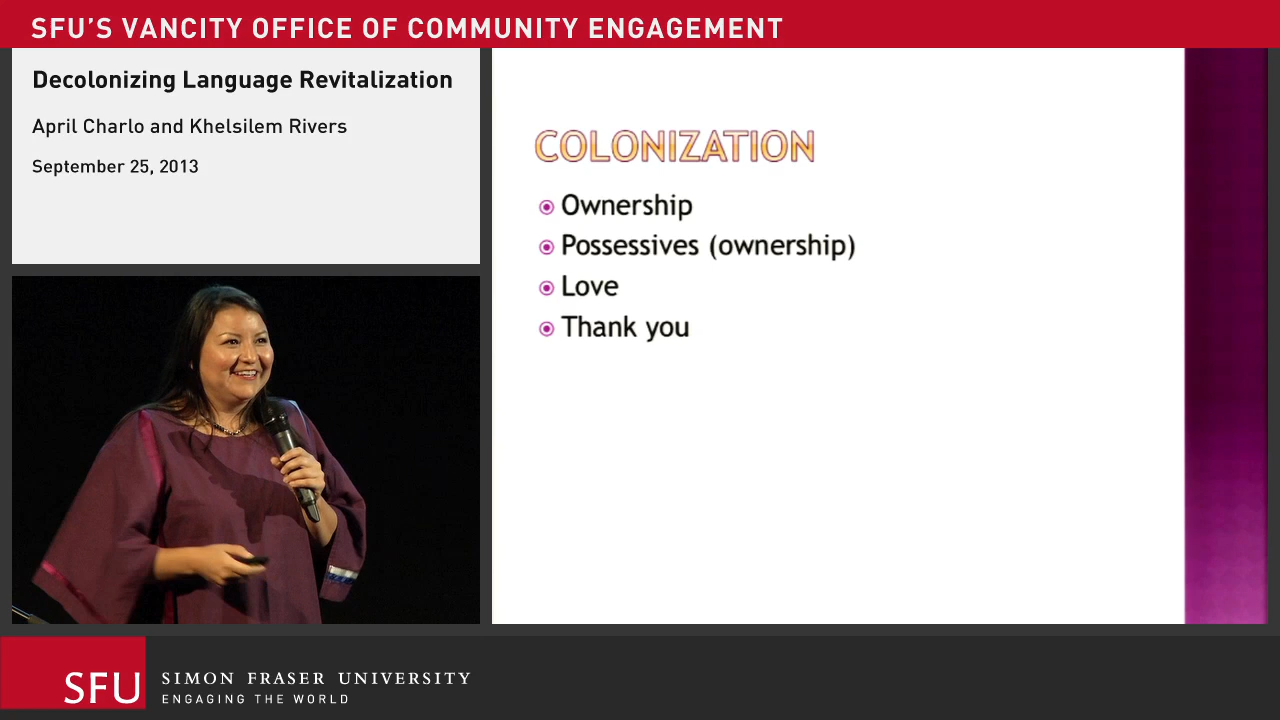 SFU'S VANCITY OFFICE OF COMMUNITY ENGAGEMENT
Decolonizing Language Revitalization
April Charlo and Khelsilem Rivers
September 25, 2013
COLONIZATION
Ownership
Possessives (ownership)
Love
Thank you
SFU
SIMON FRASER UNIVERSITY
ENGAGING THE WORLD